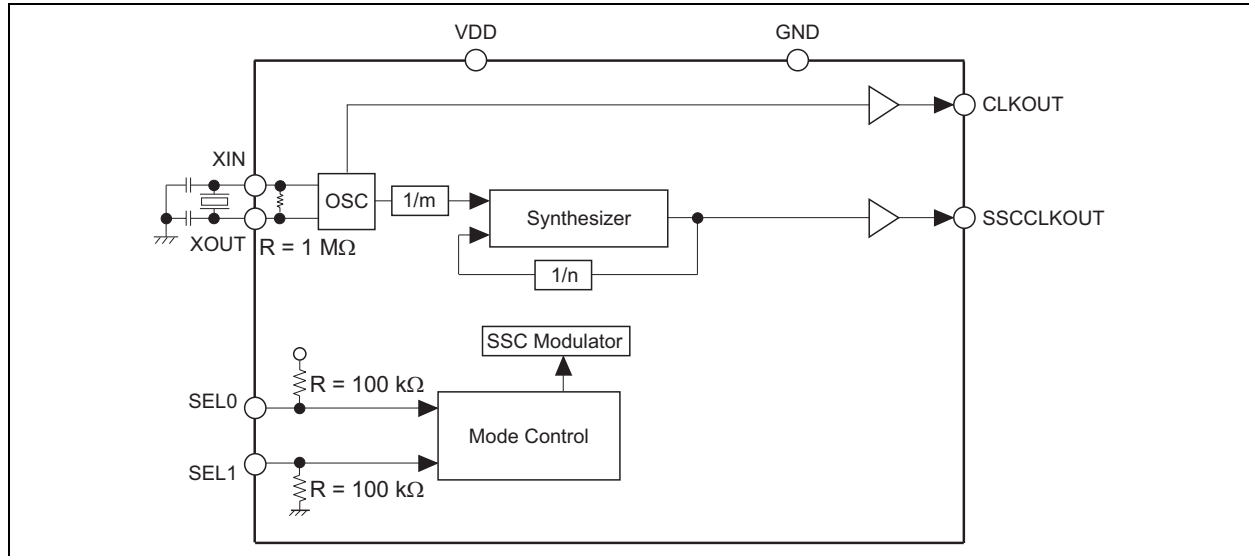 VDD
GND
CLKOUT
XIN
OSC
1/m
Synthesizer
SSCCLKOUT
XOUT
R = 1 MΩ
1/n
SSC Modulator
R = 100 kΩ
SEL0
Mode Control
SEL1
R = 100 kΩ